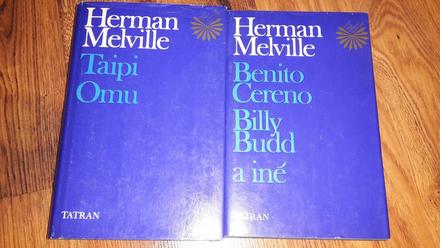 Herman
Melville
Taipi
Omu
TATRAN
Herman
Melville
Benito
Cereno
Billy
Budd
a iné
TATRAN